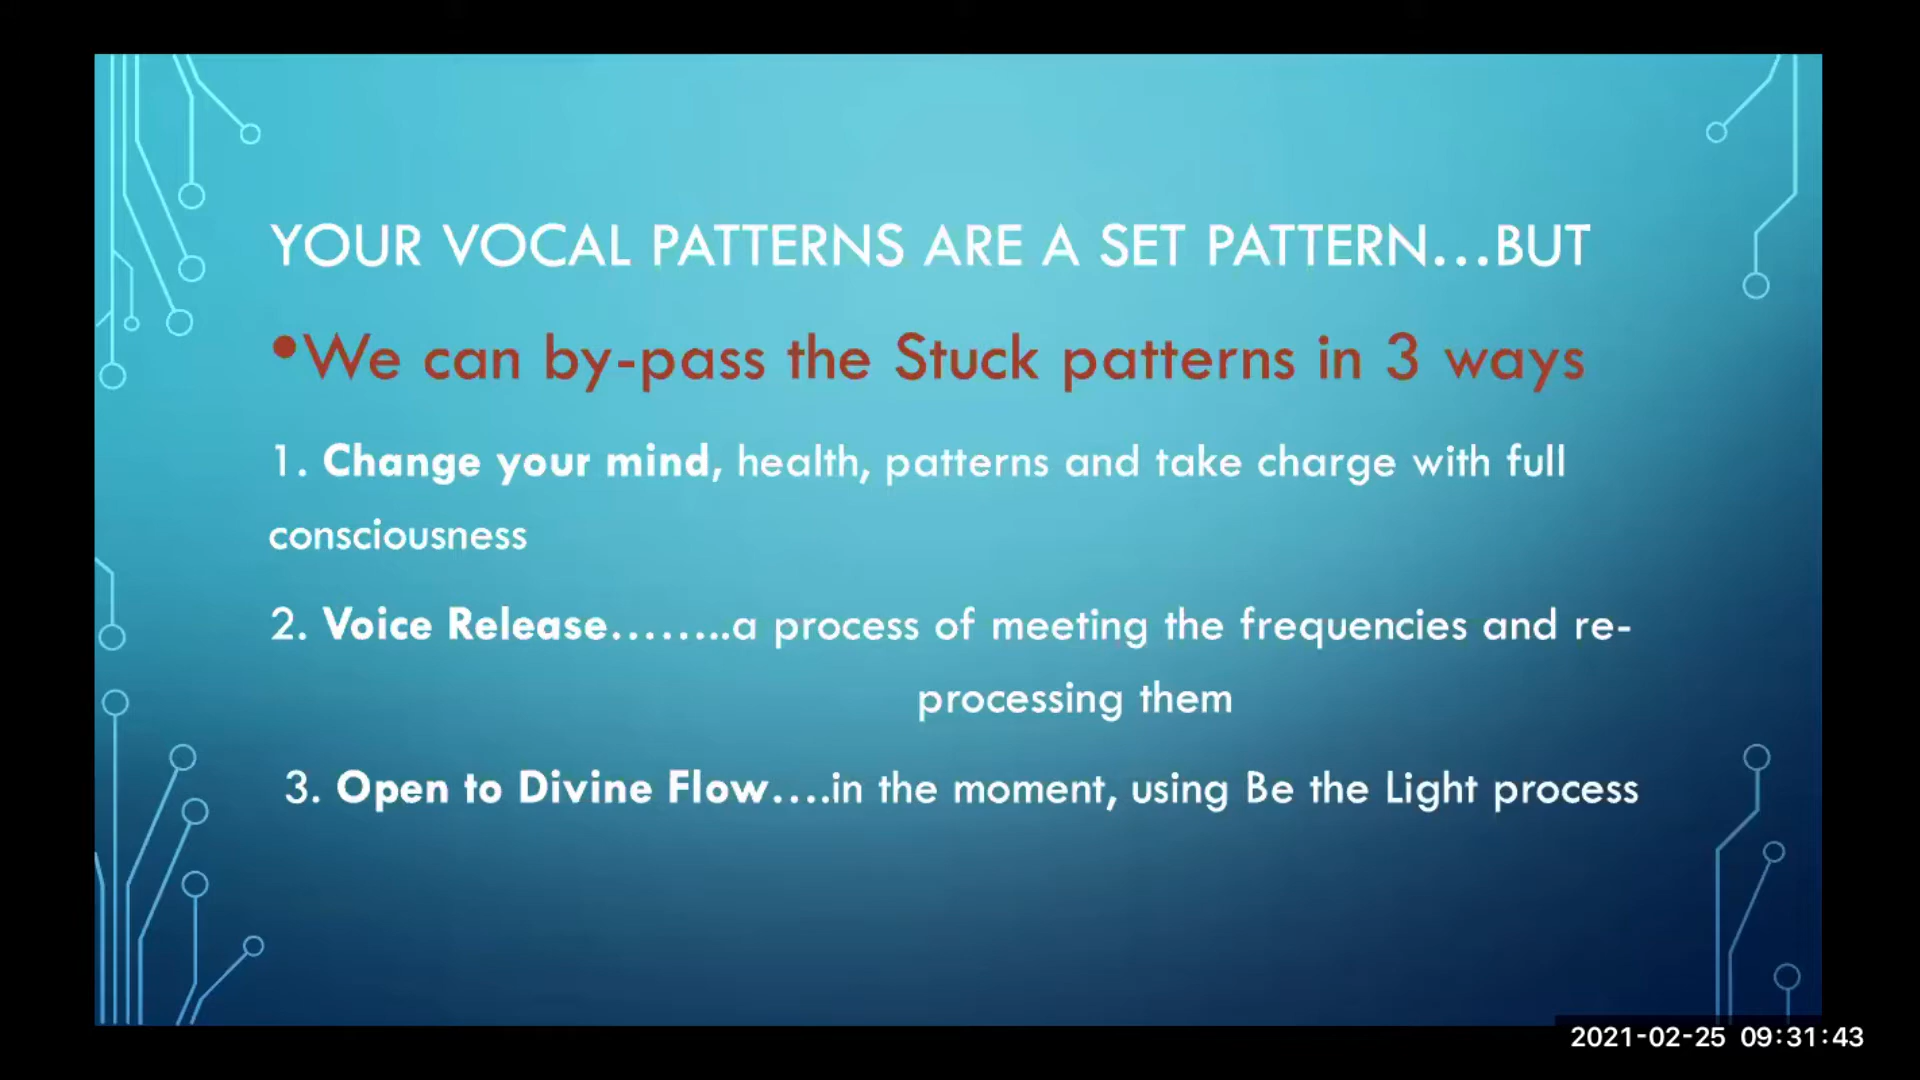 YOUR VOCAL PATTERNS ARE A SET PATTERN...BUT
•We can by-pass the Stuck patterns in 3 ways
1. Change your mind, health, patterns and take charge with full
consciousness
2. Voice Release........a process of meeting the frequencies and re-
processing them
3. Open to Divine Flow....in the moment, using Be the Light process
2021-02-25 09:31:43